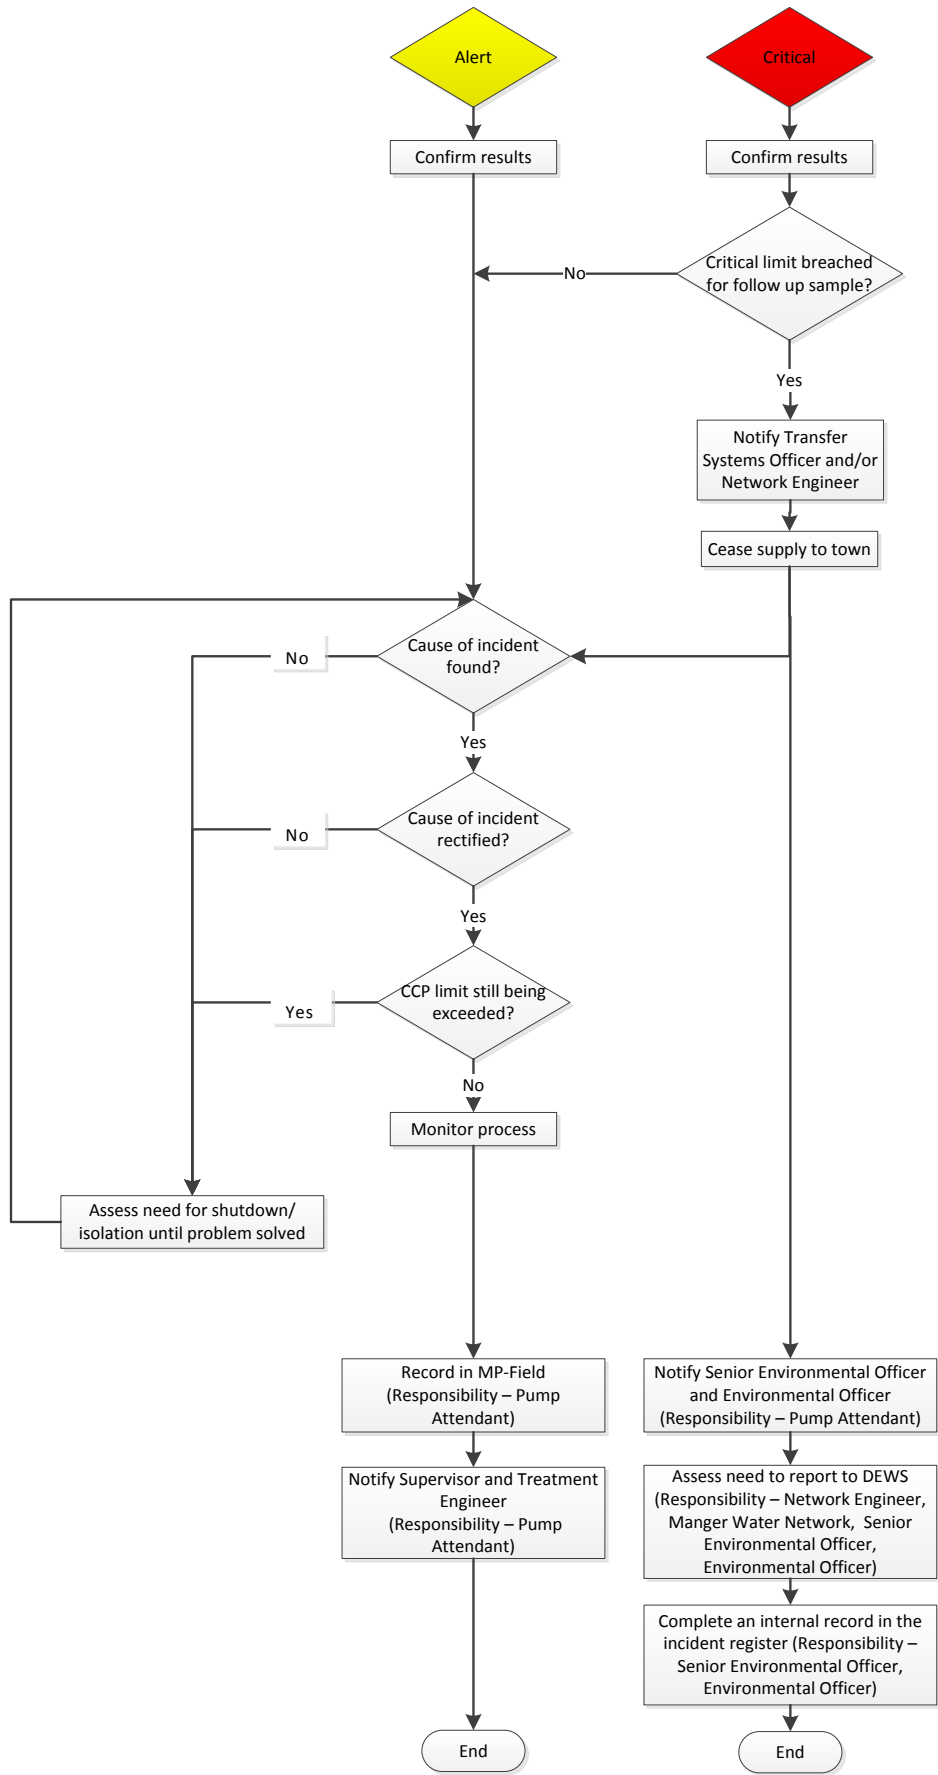 Alert
Critical
Confirm results
Confirm results
Critical limit breached
for follow up sample?
No
Yes
Notify Transfer
Systems Officer and/or
Network Engineer
Cease supply to town
Cause of incident
found?
No
Yes
Cause of incident
rectified?
No
Yes
CCP limit still being
exceeded?
Yes
No
Monitor process
Assess need for shutdown/
isolation until problem solved
Record in MP-Field
(Responsibility – Pump
Attendant)
Notify Senior Environmental Officer
and Environmental Officer
(Responsibility – Pump Attendant)
Notify Supervisor and Treatment
Engineer
(Responsibility – Pump
Attendant)
Assess need to report to DEWS
(Responsibility – Network Engineer,
Manger Water Network, Senior
Environmental Officer,
Environmental Officer)
Complete an internal record in the
incident register (Responsibility –
Senior Environmental Officer,
Environmental Officer)
End
End